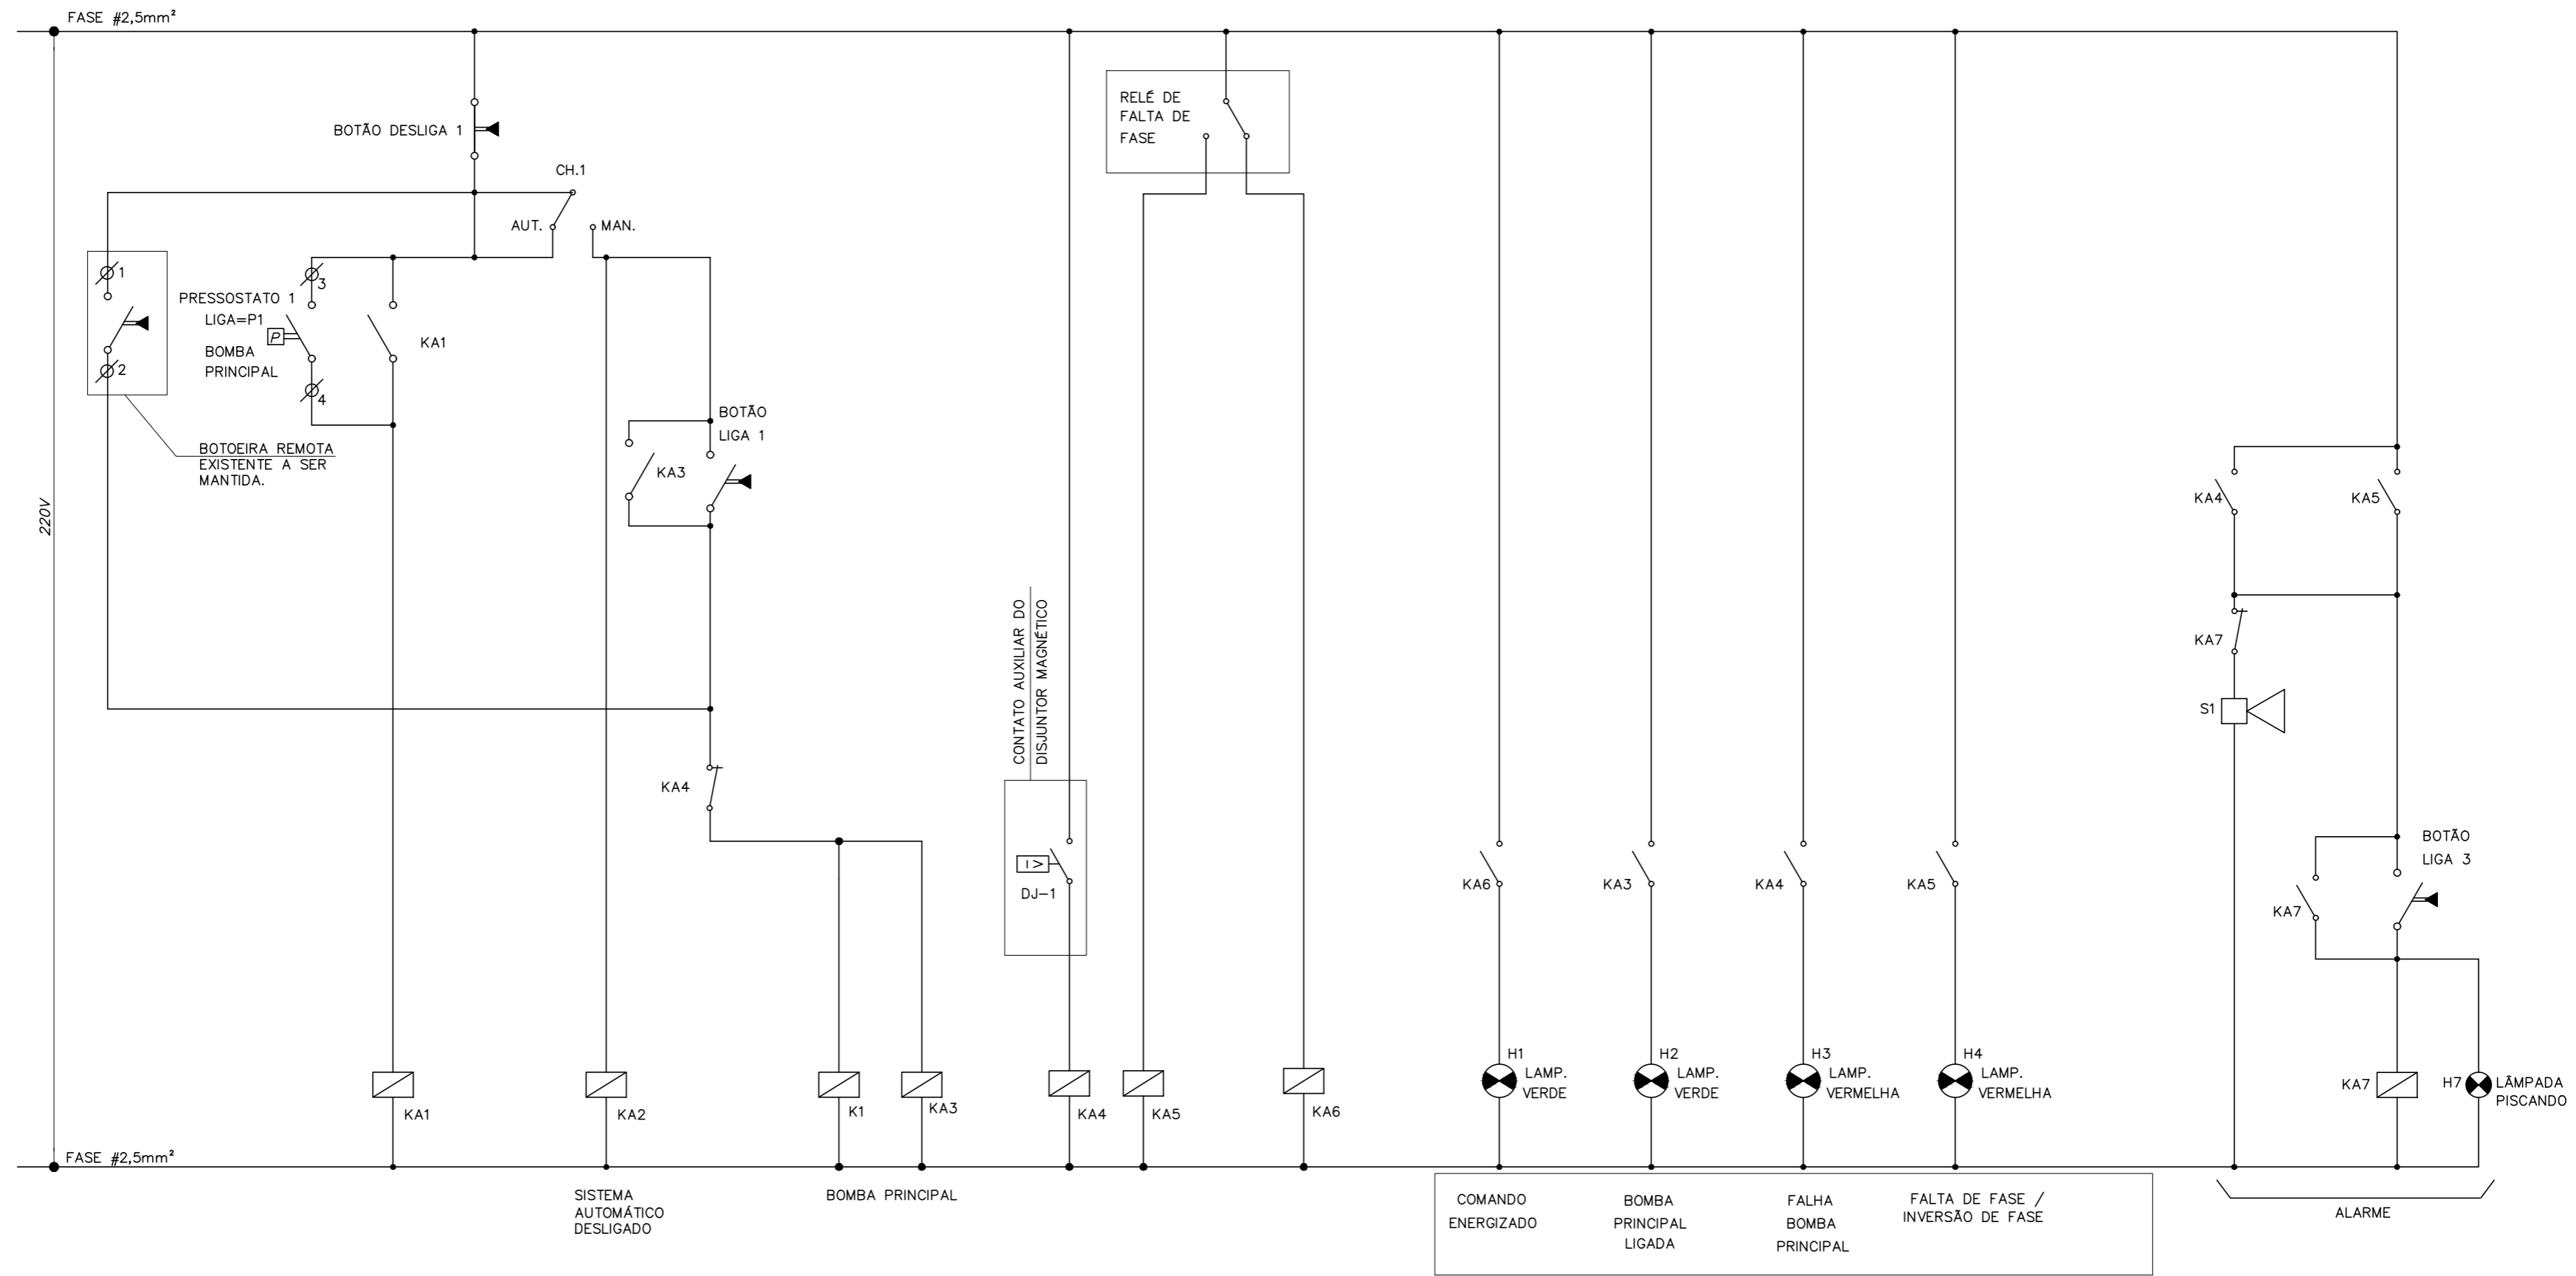 FASE #2,5mm²
BOTÃO DESLIGA 1
CH.1
AUT.
MAN.
1
2
BOTOEIRA REMOTA
EXISTENTE A SER
MANTIDA.
PRESSOSTATO 1
LIGA=P1
BOMBA
PRINCIPAL
P
3
4
KA1
BOTÃO
LIGA 1
KA3
KA4
220V
RELÉ DE
FALTA DE
FASE
CONTATO AUXILIAR DO
DISJUNTOR MAGNÉTICO
I >
DJ-1
KA6
KA3
KA4
KA5
KA4
KA5
KA7
S1
BOTÃO
LIGA 3
KA7
KA1
KA2
K1
KA3
KA4
KA5
KA6
H1
LAMP.
VERDE
H2
LAMP.
VERDE
H3
LAMP.
VERMELHA
H4
LAMP.
VERMELHA
KA7
H7
LÂMPADA
PISCANDO
FASE #2,5mm²
SISTEMA
AUTOMÁTICO
DESLIGADO
BOMBA PRINCIPAL
COMANDO
ENERGIZADO
BOMBA
PRINCIPAL
LIGADA
FALHA
BOMBA
PRINCIPAL
FALTA DE FASE /
INVERSÃO DE FASE
ALARME